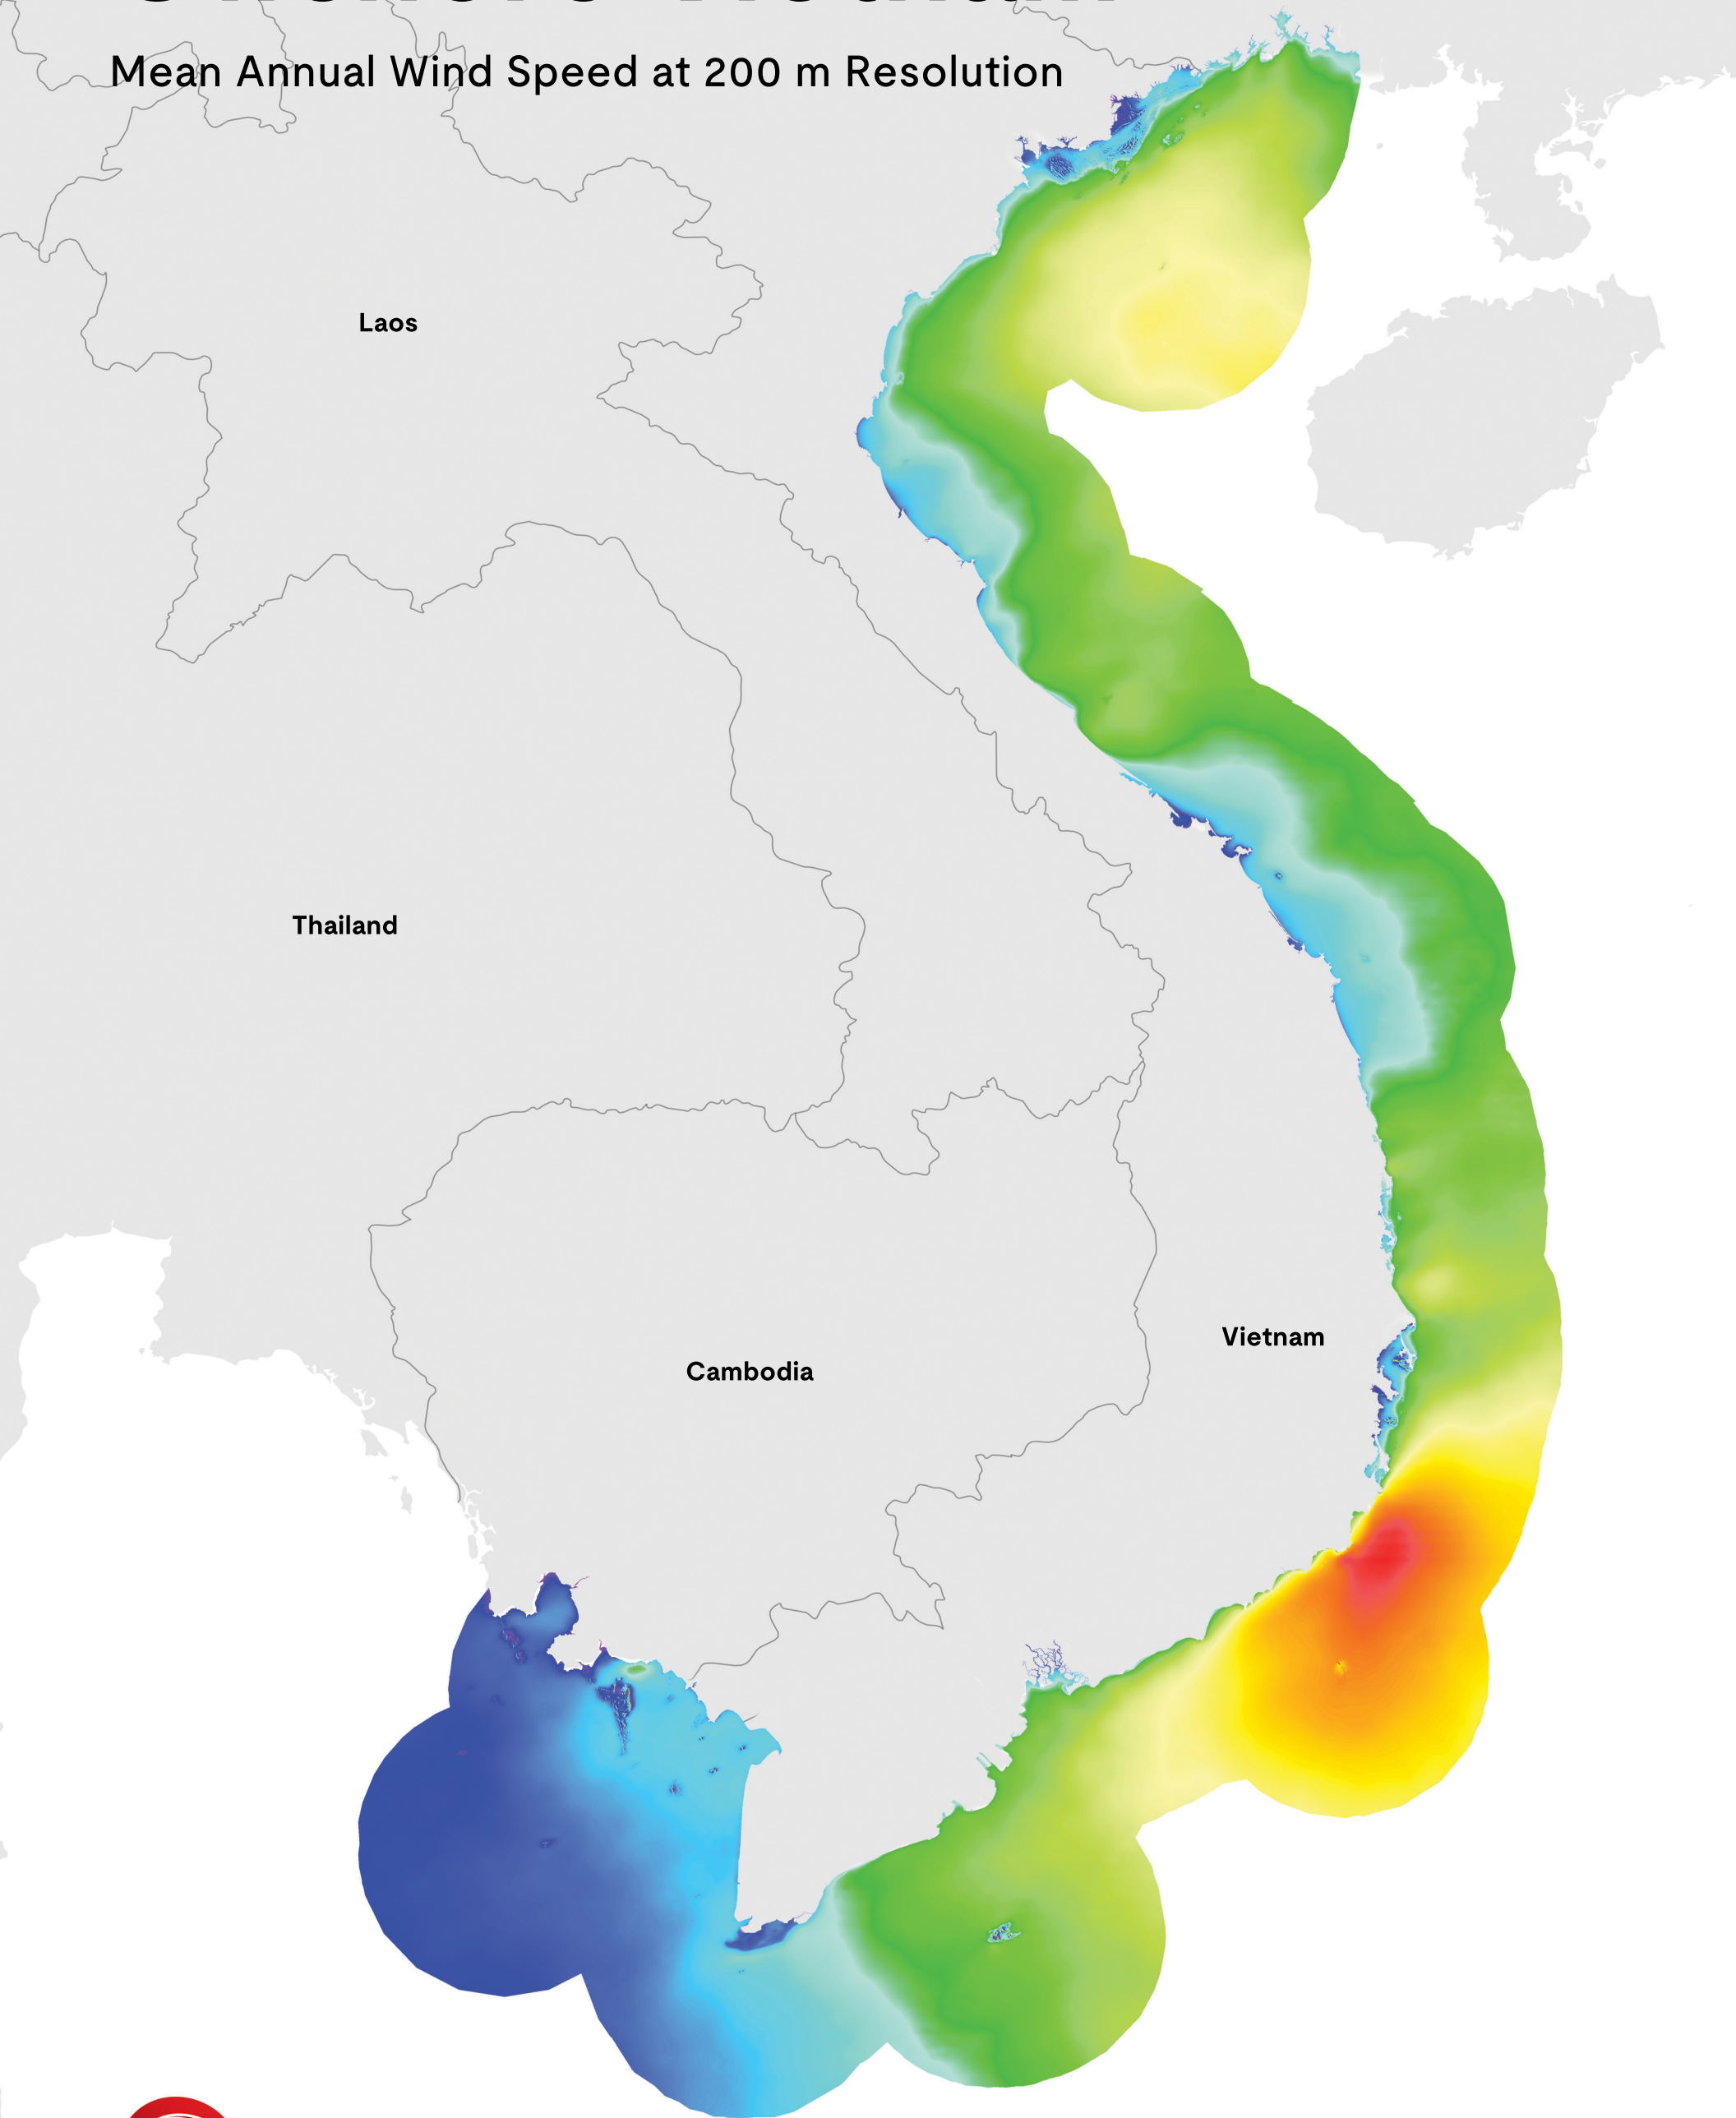 Mean Annual Wind Speed at 200 m Resolution
Laos
Thailand
Vietnam
Cambodia